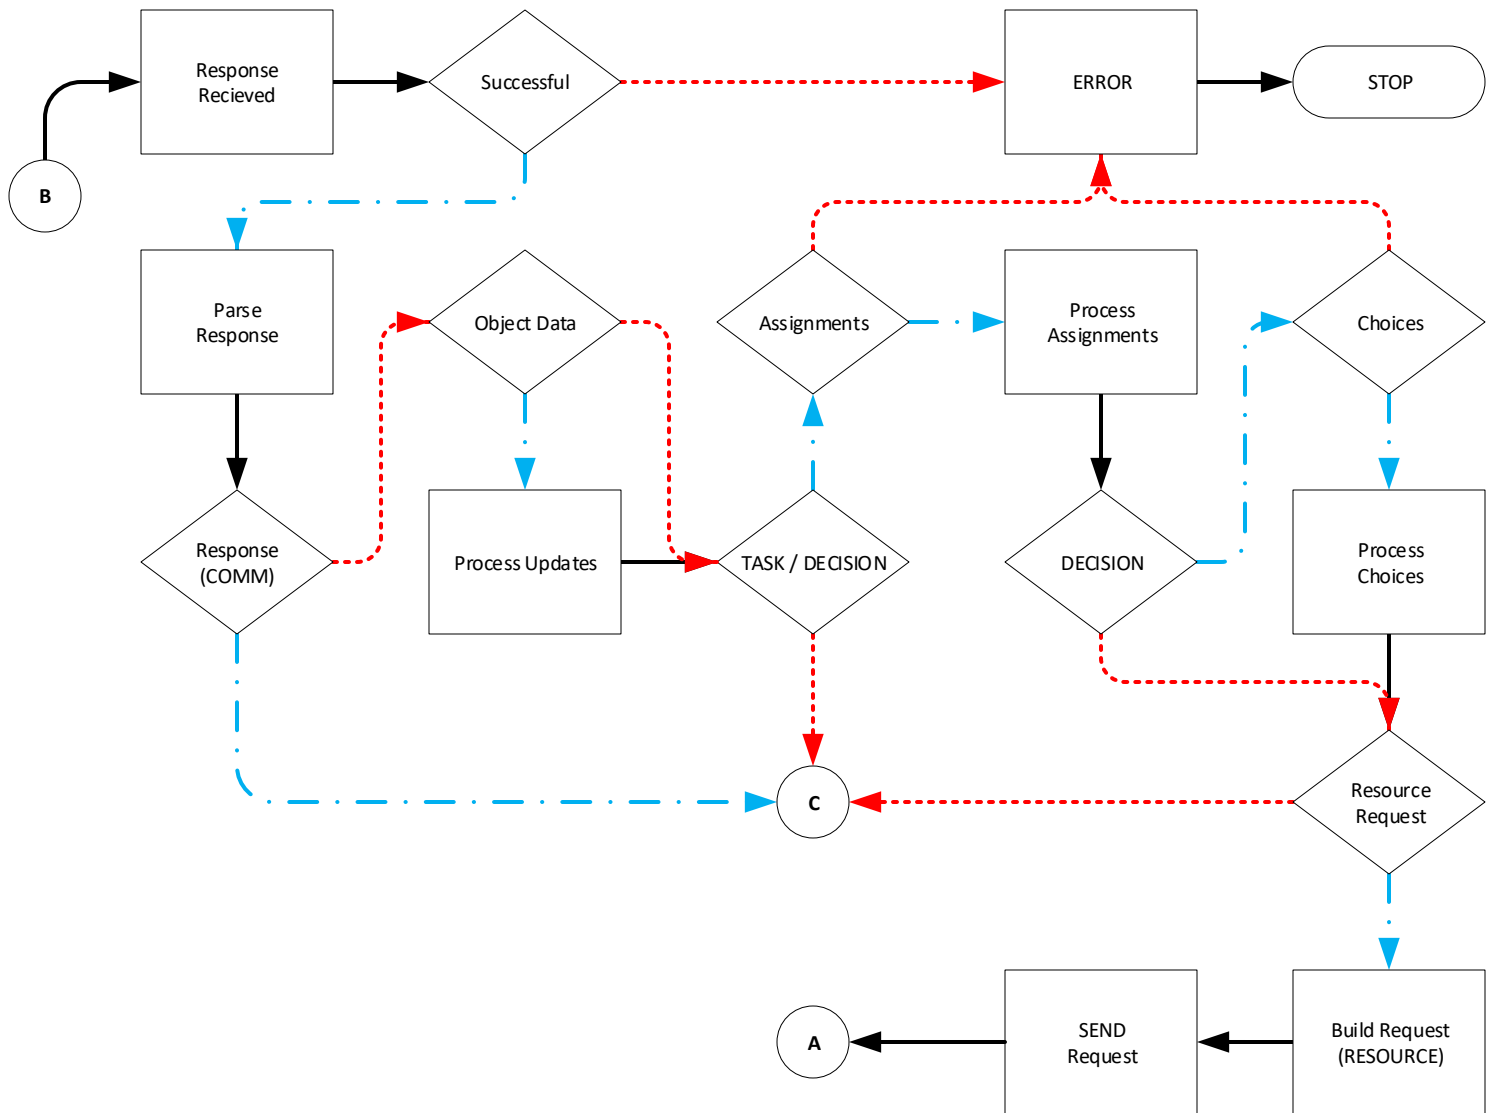 Response
Recieved
Successful
ERROR
STOP
B
Parse
Response
Object Data
Assignments
Process
Assignments
Choices
Response
(COMM)
Process Updates
TASK / DECISION
DECISION
Process
Choices
C
Resource
Request
A
SEND
Request
Build Request
(RESOURCE)